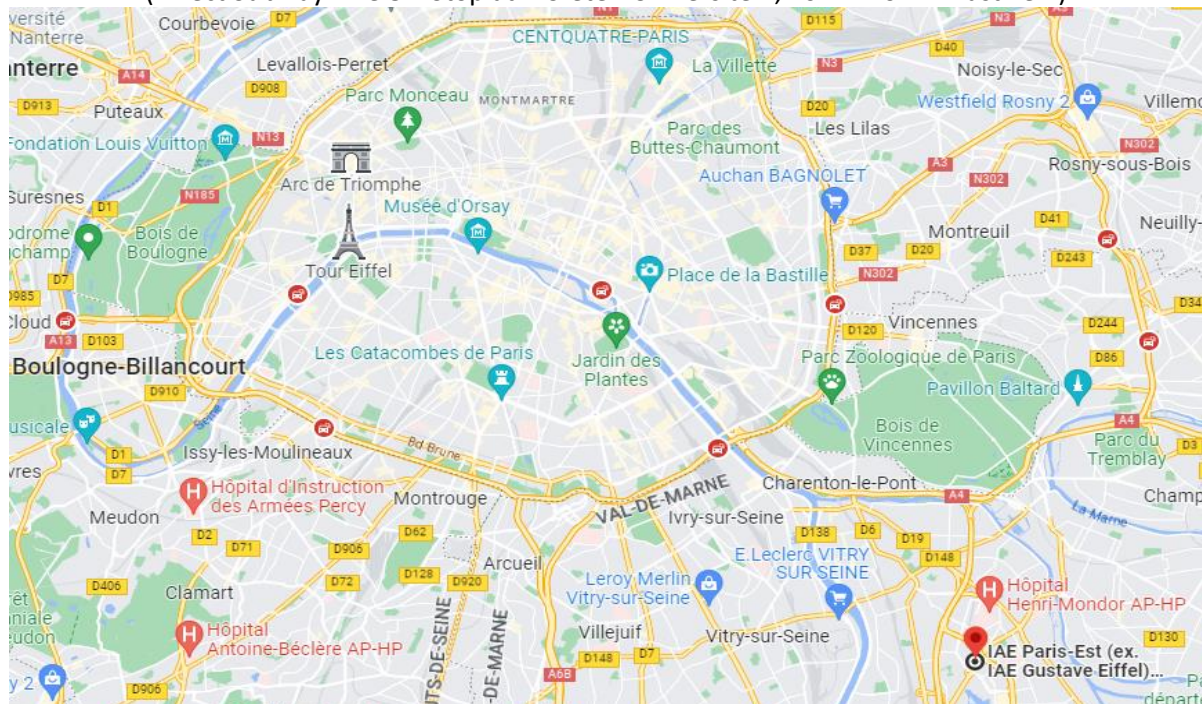 Nanterre
Courbevoie
D7
CENTQUATRE-PARIS
D115
N3
A3
D40
Levallois-Perret
La Villette
N3
Noisy-le-Sec
A14
D908
Parc Monceau
MONTMARTRE
D913
Puteaux
D20
Westfield Rosny 2
Fondation Louis Vuitton
N13
Parc des
Buttes-Chaumont
Les Lilas
N302
Rosny-sous-Bois
A3
N302
Arc de Triomphe
Auchan BAGNOLET
Suresnes
D1
N185
Musée d'Orsay
D41
Neuilly-
Bois de
Boulogne
Montreuil
Tour Eiffel
Place de la Bastille
D37
D20
D243
D7
N302
D985
D34
Cloud
A13
D103
D120
Vincennes
D244
Les Catacombes de Paris
Jardin des
Plantes
Parc Zoologique de Paris
D86
Boulogne-Billancourt
D910
Pavillon Baltard
Seine
Bois de
Vincennes
A4
Parc du
Tremblay
D3
Bd Brune
D1
Issy-les-Moulineaux
D7
Charenton-le-Pont
A4
Hôpital d'Instruction
des Armées Percy
Montrouge
VAL-DE-MARNE
Champ
La Marne
Meudon
Ivry-sur-Seine
D62
D138
D6
D19
D2
D71
D906
D148
Arcueil
E.Leclerc VITRY
SUR SEINE
D406
Clamart
D72
D128
D920
Leroy Merlin
Vitry-sur-Seine
Hôpital
Henri-Mondor AP-HP
Hôpital
Antoine-Béclère AP-HP
Villejuif
Vitry-sur-Seine
D130
D148
D7
IAE Paris-Est (ex.
IAE Gustave Eiffel)...
A6B
D906